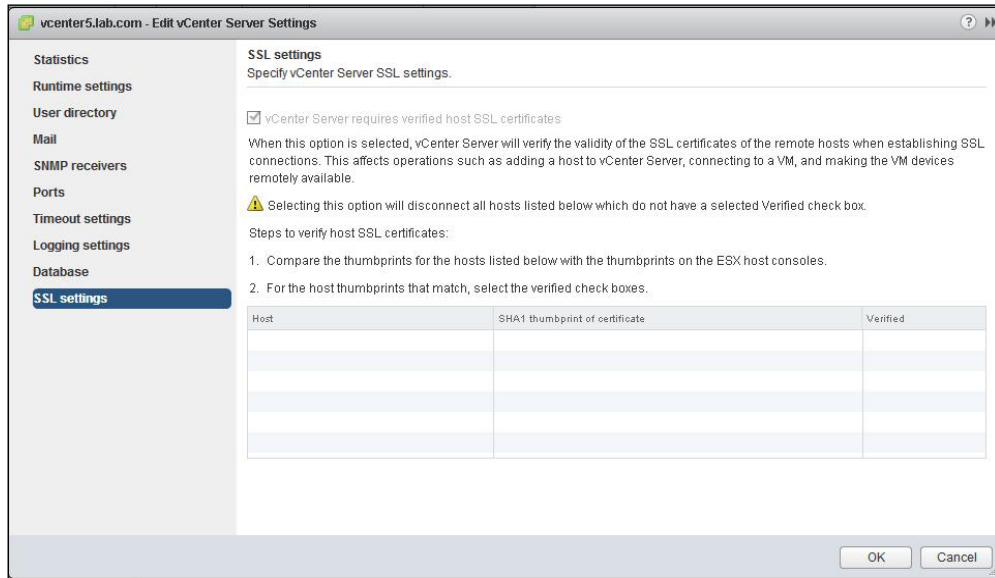 vcenter5.lab.com - Edit vCenter Server Settings
?
Statistics
Runtime settings
User directory
Mail
SNMP receivers
Ports
Timeout settings
Logging settings
Database
SSL settings
SSL settings
Specify vCenter Server SSL settings.
vCenter Server requires verified host SSL certificates
When this option is selected, vCenter Server will verify the validity of the SSL certificates of the remote hosts when establishing SSL
connections. This affects operations such as adding a host to vCenter Server, connecting to a VM, and making the VM devices
remotely available.
Selecting this option will disconnect all hosts listed below which do not have a selected Verified check box.
Steps to verify host SSL certificates:
1. Compare the thumbprints for the hosts listed below with the thumbprints on the ESX host consoles.
2. For the host thumbprints that match, select the verified check boxes.
Host SHA1 thumbprint of certificate Verified
OK Cancel